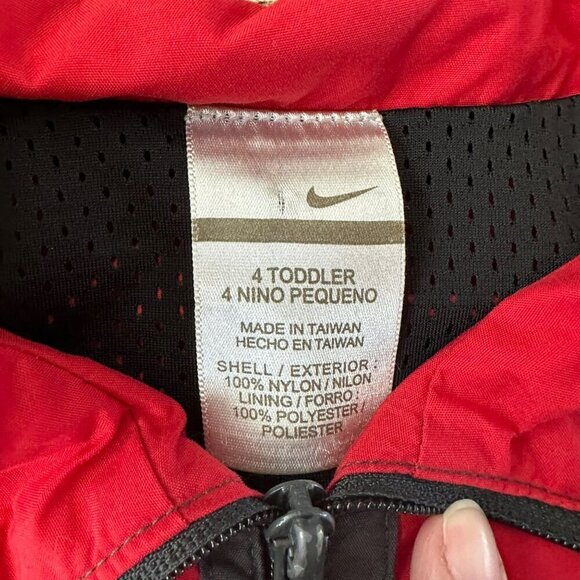 4 TODDLER
4 NINO PEQUENO
MADE IN TAIWAN
HECHO EN TAIWAN
SHELL / EXTERIOR :
100% NYLON / NILON
LINING / FORRO :
100% POLYESTER /
POLIESTER